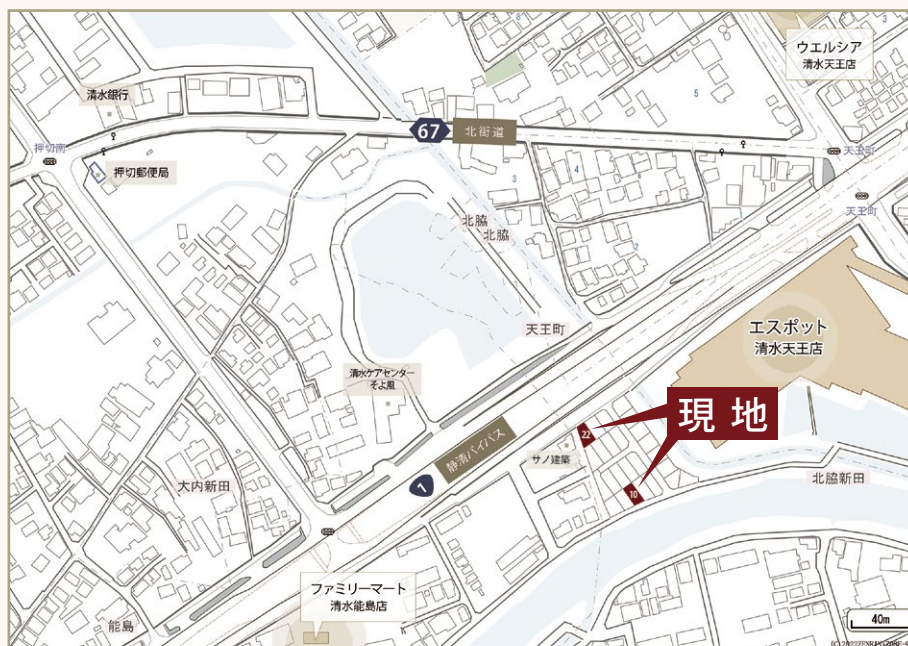 ウエルシア
清水天王店
3
3
6
5
清水銀行
67
北街道
押切南
天王町
押切郵便局
3
4
天王町
北脇
北脇
2
エスポット
清水天王店
天王町
清水ケアセンター
そよ風
現地
22
静清バイパス
サノ建築
北脇新田
大内新田
1
10
ファミリーマート
清水能島店
能島
40m